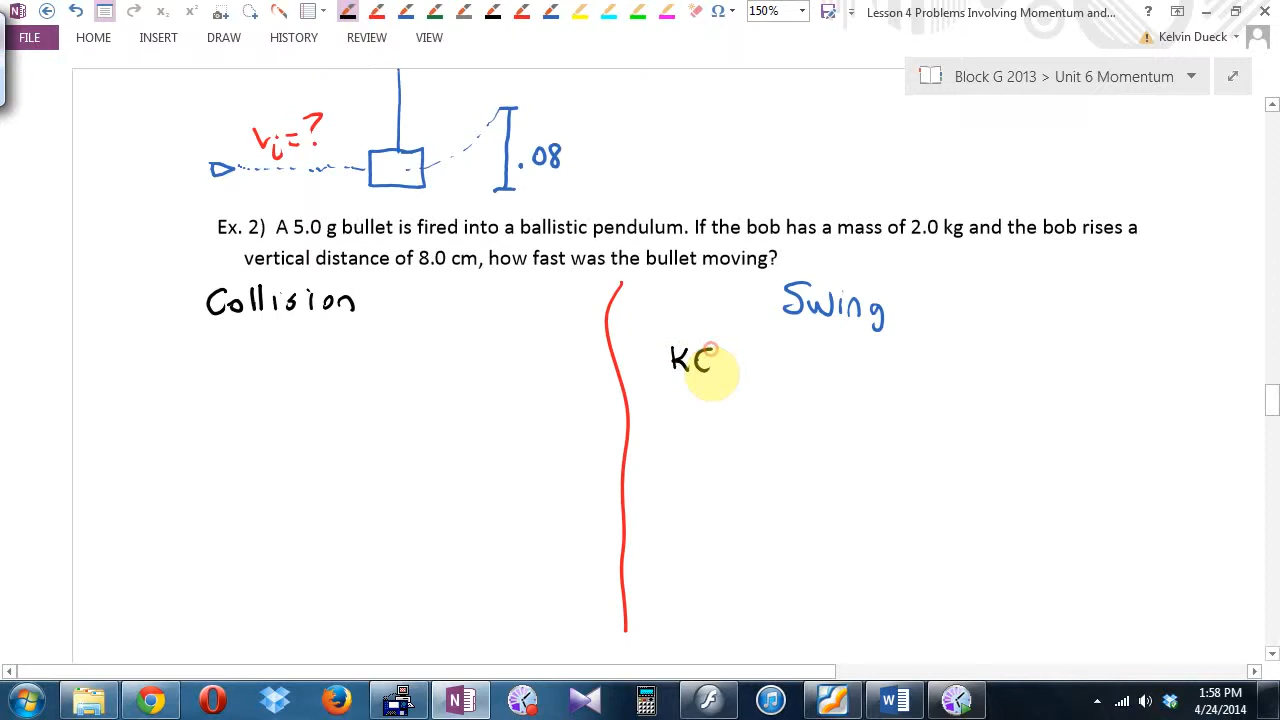 150%
Lesson 4 Problems Involving Momentum and...
FILE HOME INSERT DRAW HISTORY REVIEW VIEW
Kelvin Dueck
Block G 2013 > Unit 6 Momentum
vi = ?
.08
Ex. 2) A 5.0 g bullet is fired into a ballistic pendulum. If the bob has a mass of 2.0 kg and the bob rises a
vertical distance of 8.0 cm, how fast was the bullet moving?
Collision
Swing
KC
1:58 PM
4/24/2014